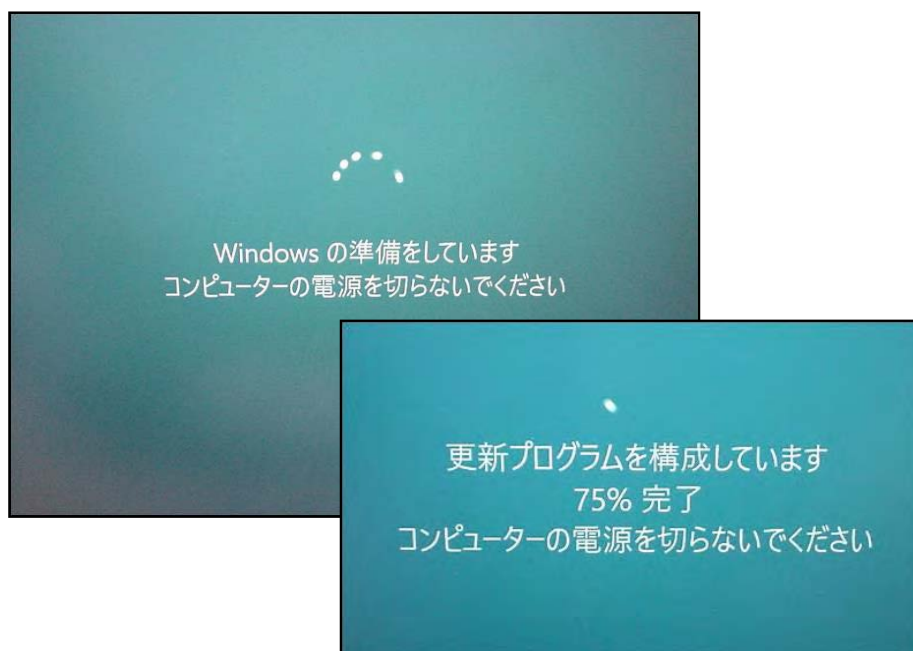 Windows の準備をしています
コンピューターの電源を切らないでください
更新プログラムを構成しています
75% 完了
コンピューターの電源を切らないでください